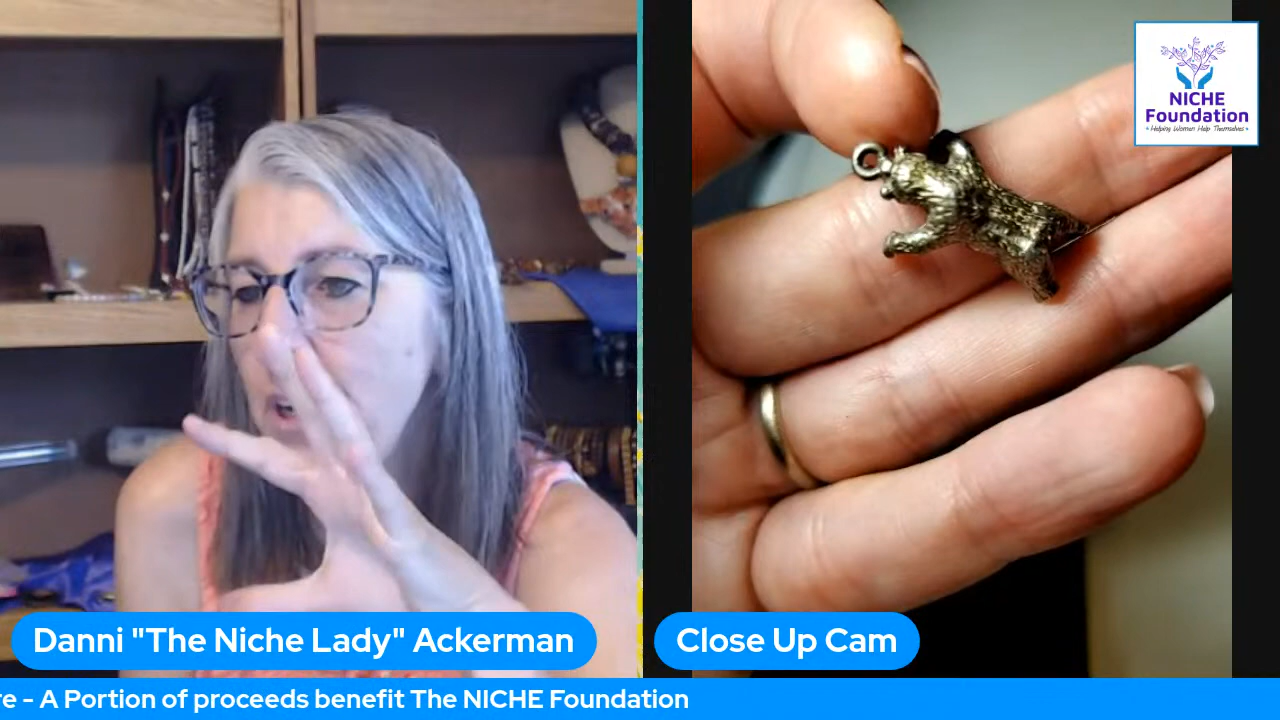 NICHE
Foundation
• Helping Women Help Themselves •
Danni "The Niche Lady" Ackerman
Close Up Cam
re - A Portion of proceeds benefit The NICHE Foundation